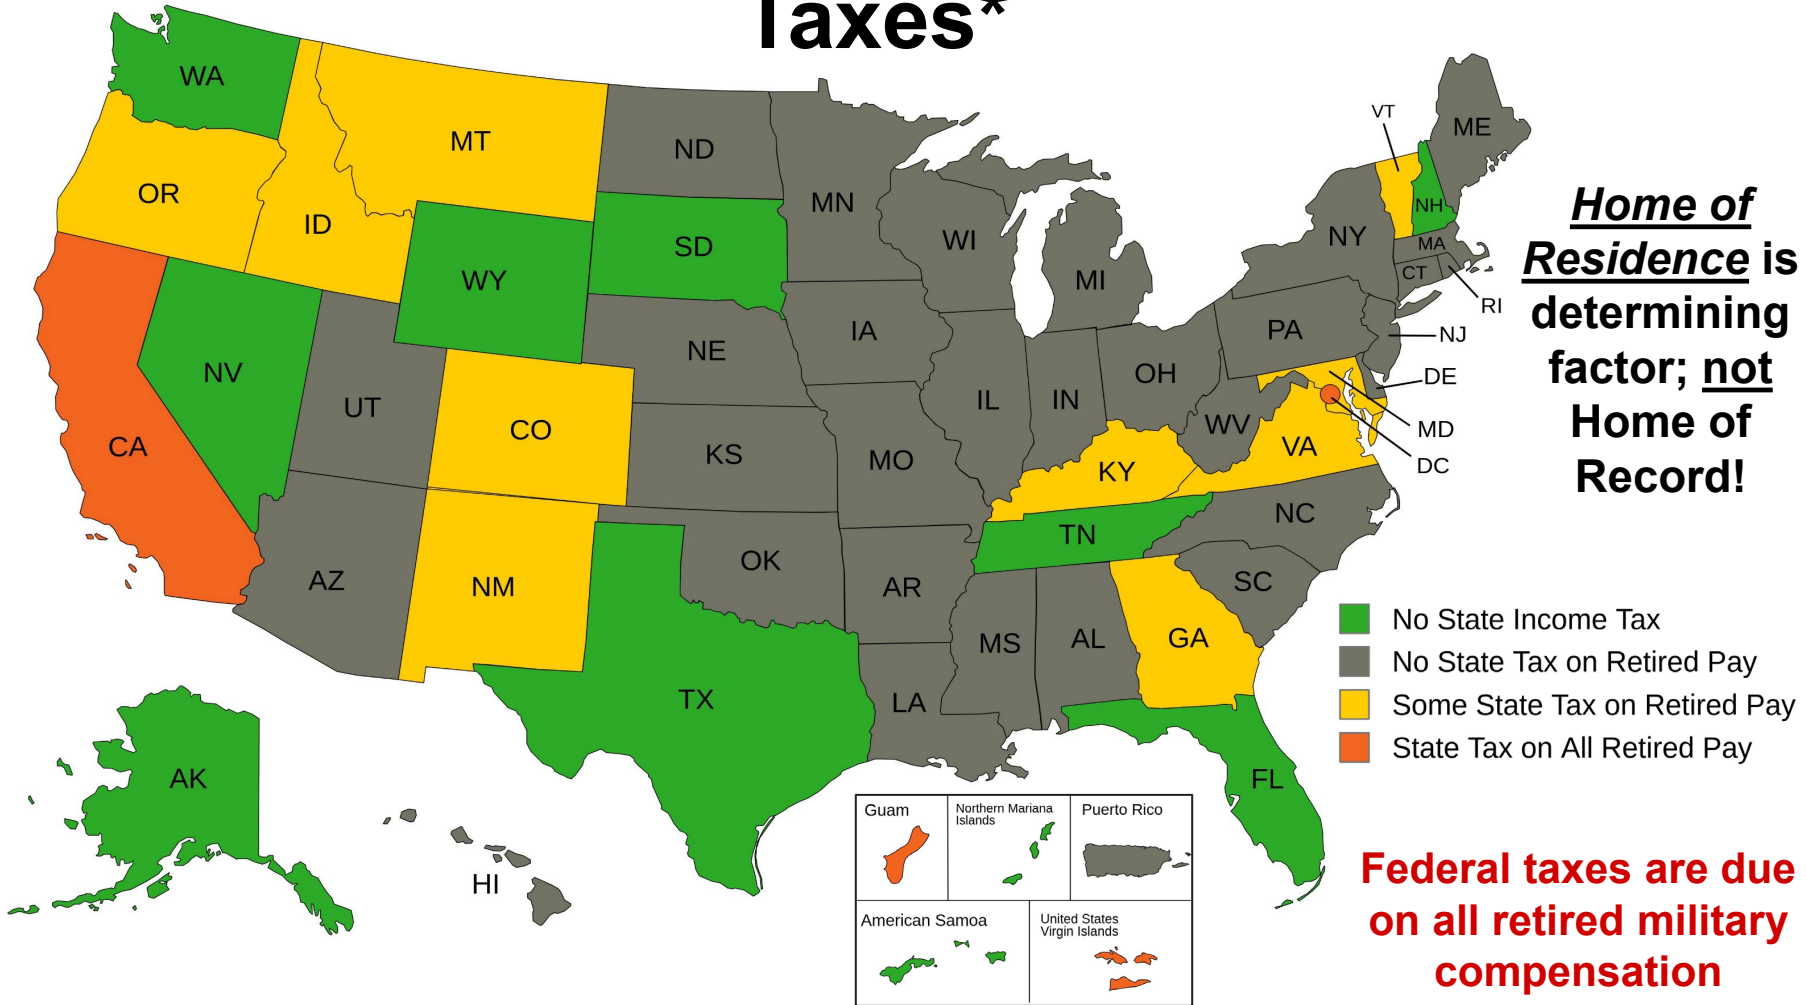 Taxes*
WA
MT
ND
MN
VT
ME
OR
ID
SD
WI
NH
NY
MA
WY
MI
CT
RI
IA
PA
NJ
NE
NV
OH
DE
UT
IL
IN
CO
WV
MD
CA
KS
MO
VA
DC
KY
NC
TN
OK
AZ
NM
AR
SC
MS
AL
GA
TX
LA
AK
FL
HI
Home of
Residence is
determining
factor; not
Home of
Record!
No State Income Tax
No State Tax on Retired Pay
Some State Tax on Retired Pay
State Tax on All Retired Pay
Guam
Northern Mariana
Islands
Puerto Rico
American Samoa
United States
Virgin Islands
Federal taxes are due
on all retired military
compensation